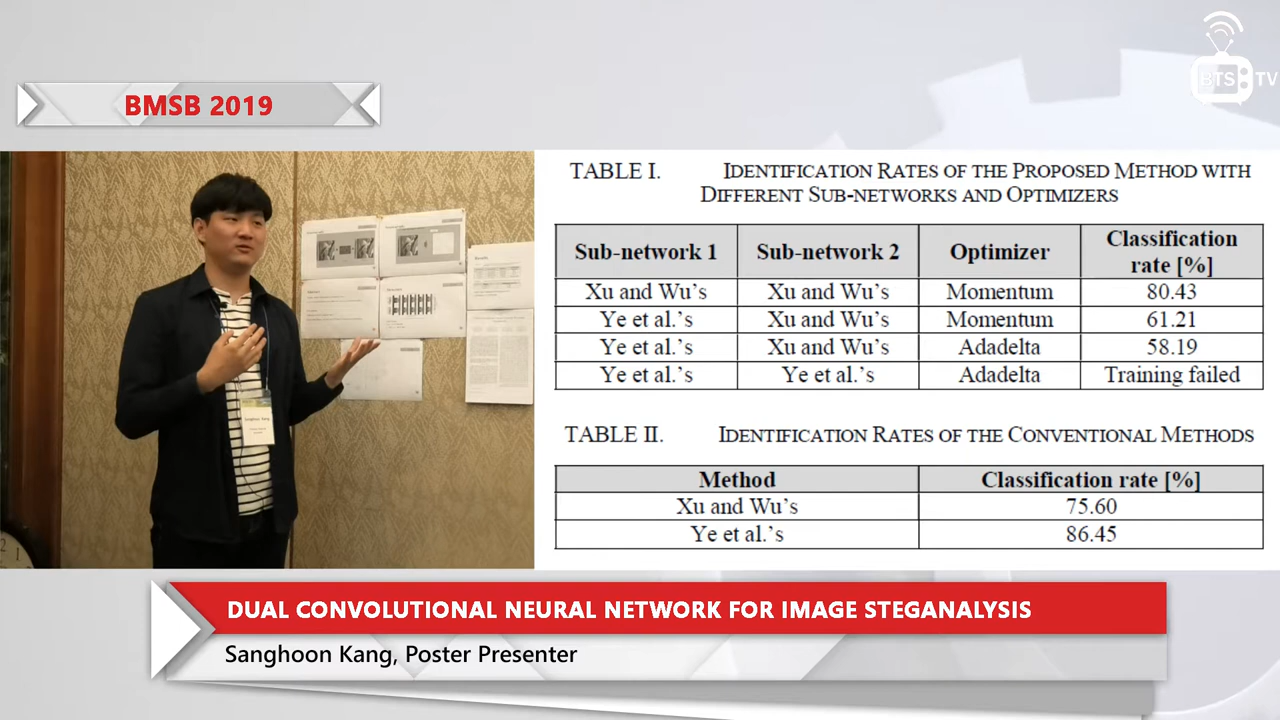 BTS TV
BMSB 2019
TABLE I. IDENTIFICATION RATES OF THE PROPOSED METHOD WITH
DIFFERENT SUB-NETWORKS AND OPTIMIZERS
Sub-network 1 Sub-network 2 Optimizer Classification rate [%]
Xu and Wu's Xu and Wu's Momentum 80.43
Ye et al.'s Xu and Wu's Momentum 61.21
Ye et al.'s Xu and Wu's Adadelta 58.19
Ye et al.'s Ye et al.'s Adadelta Training failed
TABLE II. IDENTIFICATION RATES OF THE CONVENTIONAL METHODS
Method Classification rate [%]
Xu and Wu's 75.60
Ye et al.'s 86.45
Sanghoon Kang
DUAL CONVOLUTIONAL NEURAL NETWORK FOR IMAGE STEGANALYSIS
Sanghoon Kang, Poster Presenter